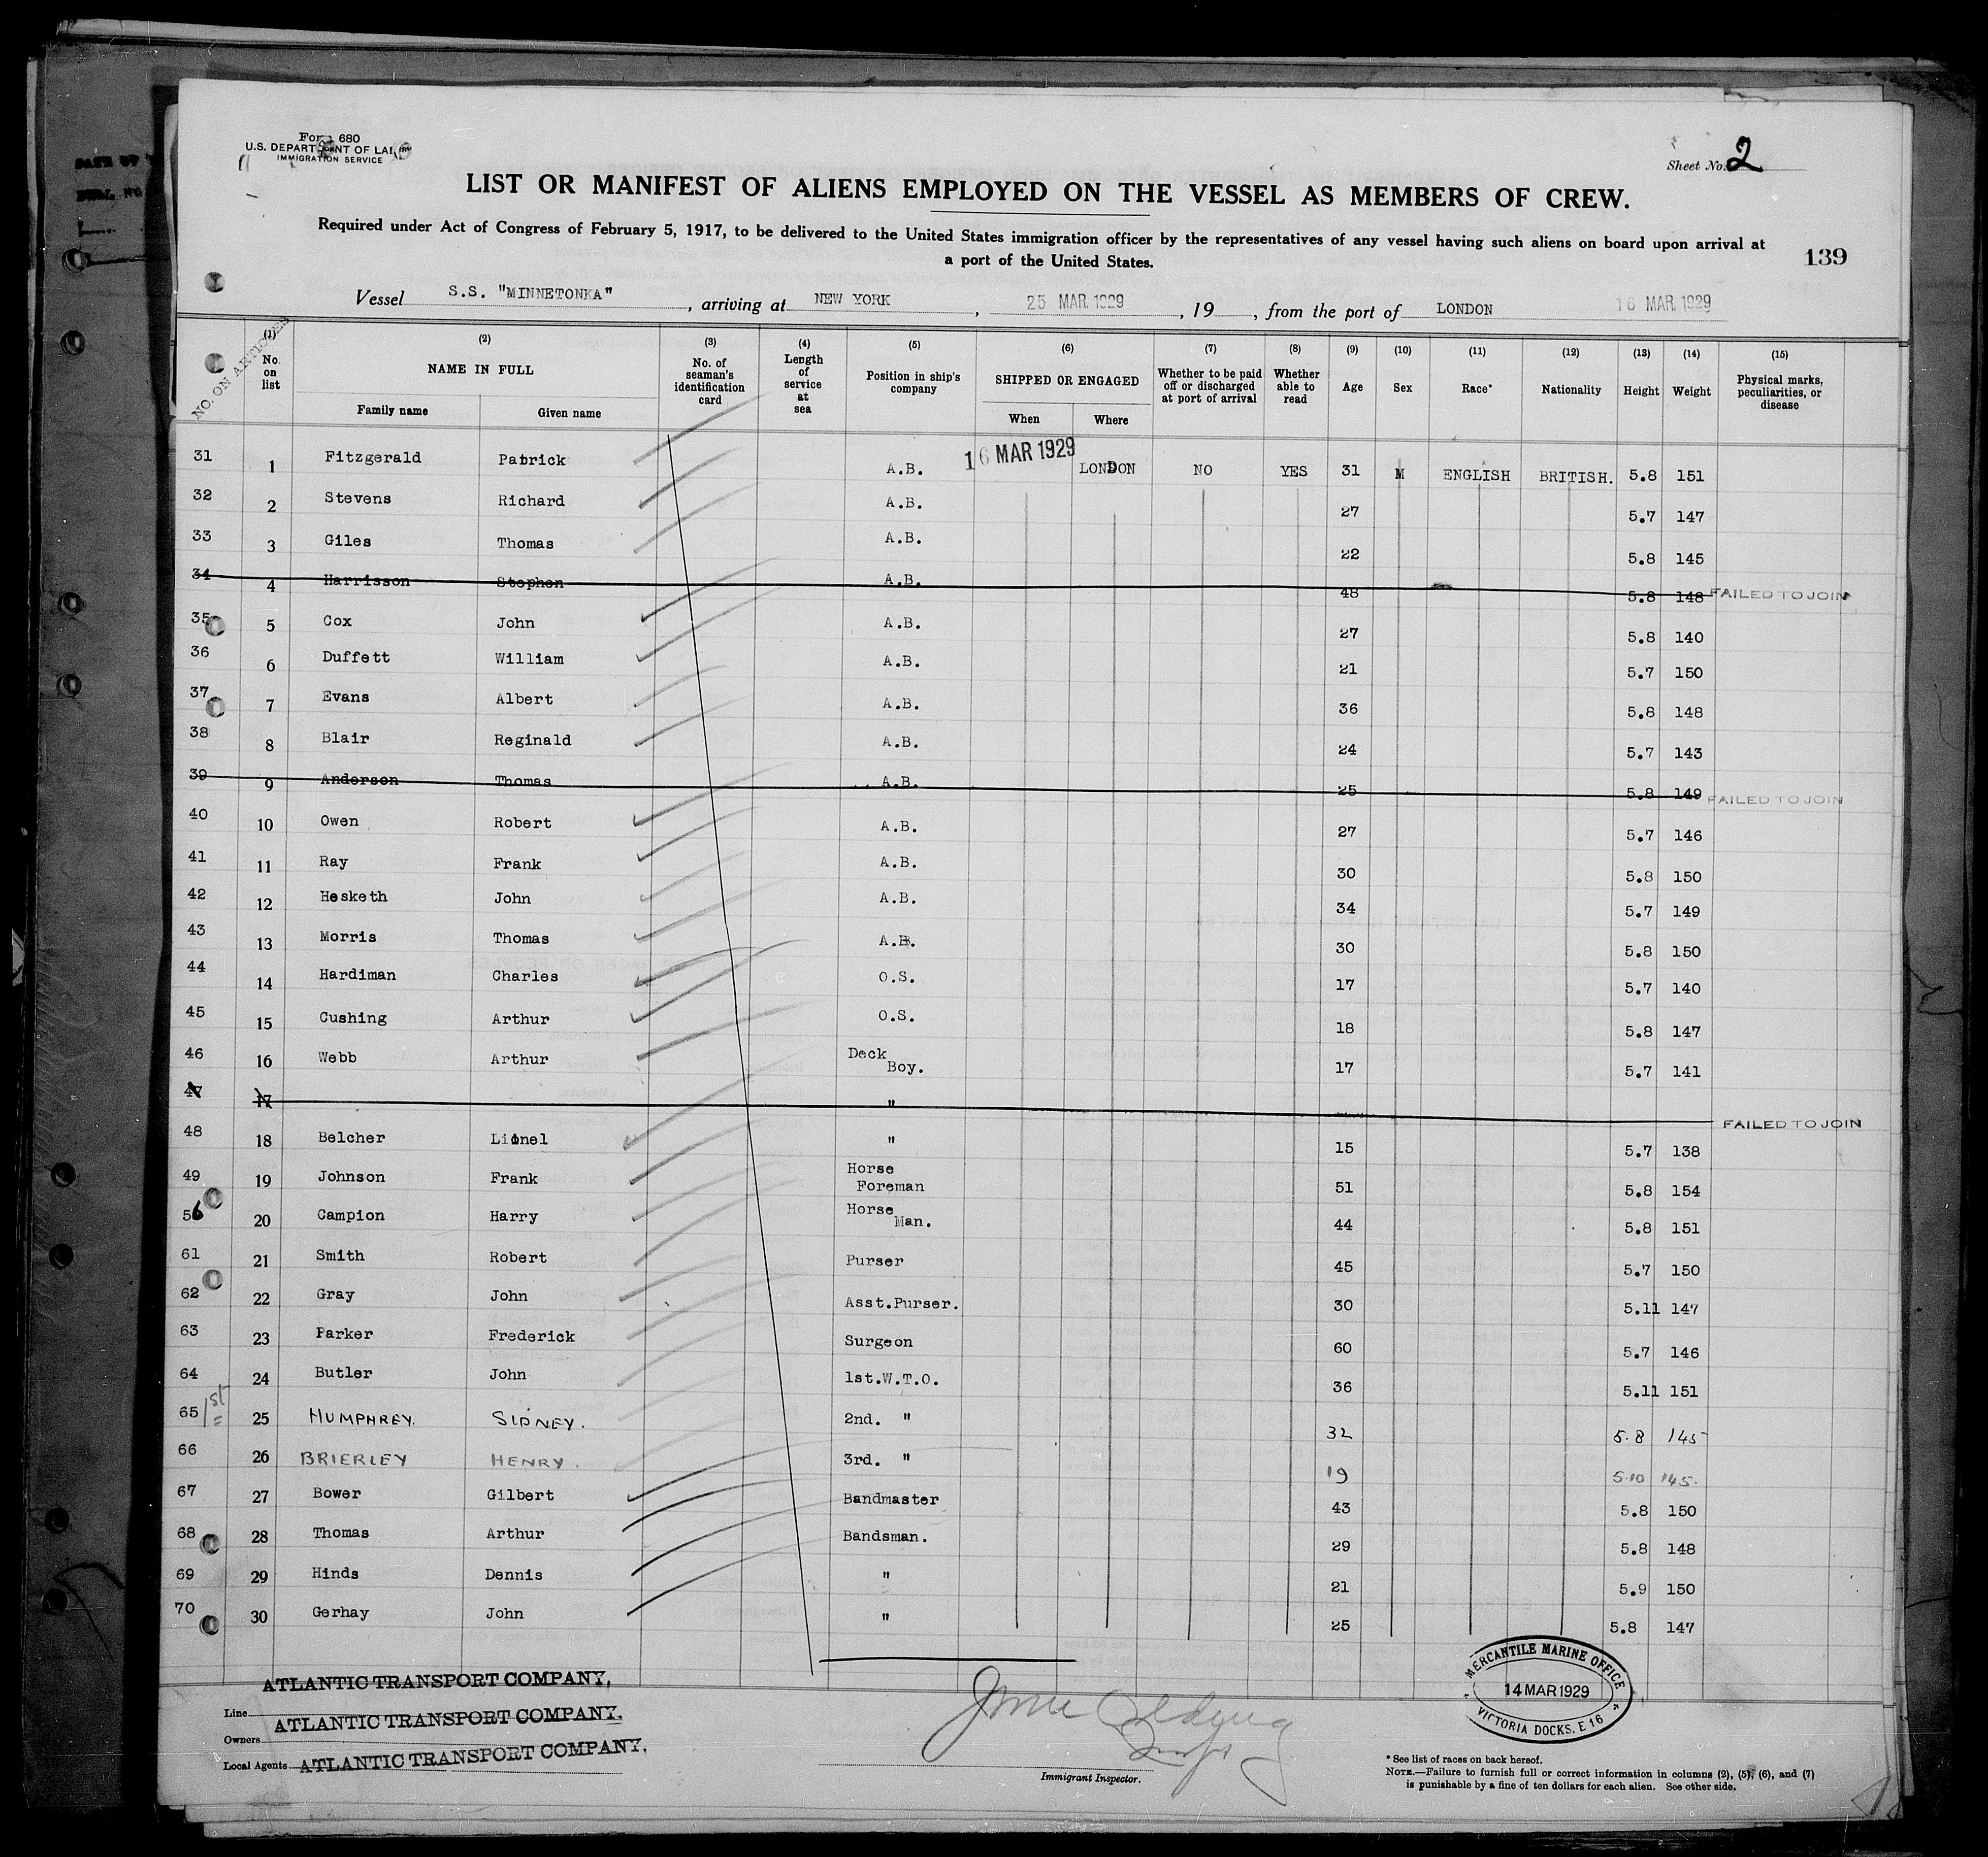 Form 680
U.S. DEPARTMENT OF LABOR
IMMIGRATION SERVICE
Sheet No. 2
LIST OR MANIFEST OF ALIENS EMPLOYED ON THE VESSEL AS MEMBERS OF CREW.
Required under Act of Congress of February 5, 1917, to be delivered to the United States immigration officer by the representatives of any vessel having such aliens on board upon arrival at
a port of the United States.
139
Vessel S.S. "MINNETONKA", arriving at NEW YORK, 25 MAR 1929, 19, from the port of LONDON 16 MAR 1929
NO. ON ARTICLES
(1) No. on list (2) NAME IN FULL Family name Given name (3) No. of seaman's identification card (4) Length of service at sea (5) Position in ship's company (6) SHIPPED OR ENGAGED When Where (7) Whether to be paid off or discharged at port of arrival (8) Whether able to read (9) Age (10) Sex (11) Race* (12) Nationality (13) Height (14) Weight (15) Physical marks, peculiarities, or disease
31 1 Fitzgerald Patrick A.B. 16 MAR 1929 LONDON NO YES 31 M ENGLISH BRITISH. 5.8 151
32 2 Stevens Richard A.B. 27 5.7 147
33 3 Giles Thomas A.B. 22 5.8 145
34 4 Harrisson Stephen A.B. 48 5.8 148 FAILED TO JOIN
35 5 Cox John A.B. 27 5.8 140
36 6 Duffett William A.B. 21 5.7 150
37 7 Evans Albert A.B. 36 5.8 148
38 8 Blair Reginald A.B. 24 5.7 143
39 9 Anderson Thomas A.B. 25 5.8 149 FAILED TO JOIN
40 10 Owen Robert A.B. 27 5.7 146
41 11 Ray Frank A.B. 30 5.8 150
42 12 Hesketh John A.B. 34 5.7 149
43 13 Morris Thomas A.B. 30 5.8 150
44 14 Hardiman Charles O.S. 17 5.7 140
45 15 Cushing Arthur O.S. 18 5.8 147
46 16 Webb Arthur Deck Boy. 17 5.7 141
47 17 " FAILED TO JOIN
48 18 Belcher Lionel " 15 5.7 138
49 19 Johnson Frank Horse Foreman 51 5.8 154
56 20 Campion Harry Horse Man. 44 5.8 151
61 21 Smith Robert Purser 45 5.7 150
62 22 Gray John Asst.Purser. 30 5.11 147
63 23 Parker Frederick Surgeon 60 5.7 146
64 24 Butler John 1st.W.T.O. 36 5.11 151
65 1st 25 HUMPHREY. SIDNEY. 2nd. " 32 5.8 145
66 26 BRIERLEY HENRY. 3rd. " 19 5.10 145.
67 27 Bower Gilbert Bandmaster 43 5.8 150
68 28 Thomas Arthur Bandsman. 29 5.8 148
69 29 Hinds Dennis " 21 5.9 150
70 30 Gerhay John " 25 5.8 147
Line ATLANTIC TRANSPORT COMPANY,
Owners ATLANTIC TRANSPORT COMPANY.
Local Agents ATLANTIC TRANSPORT COMPANY.
Immigrant Inspector.
MERCANTILE MARINE OFFICE
14 MAR 1929
VICTORIA DOCKS. E 16
* See list of races on back hereof.
NOTE.—Failure to furnish full or correct information in columns (2), (5), (6), and (7)
is punishable by a fine of ten dollars for each alien. See other side.